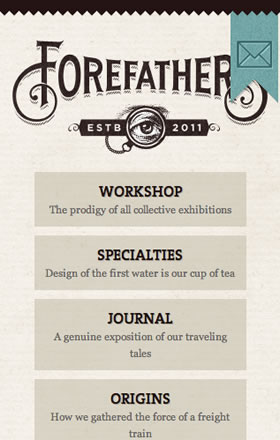 FOREFATHER
ESTB 2011
WORKSHOP
The prodigy of all collective exhibitions
SPECIALTIES
Design of the first water is our cup of tea
JOURNAL
A genuine exposition of our traveling
tales
ORIGINS
How we gathered the force of a freight
train